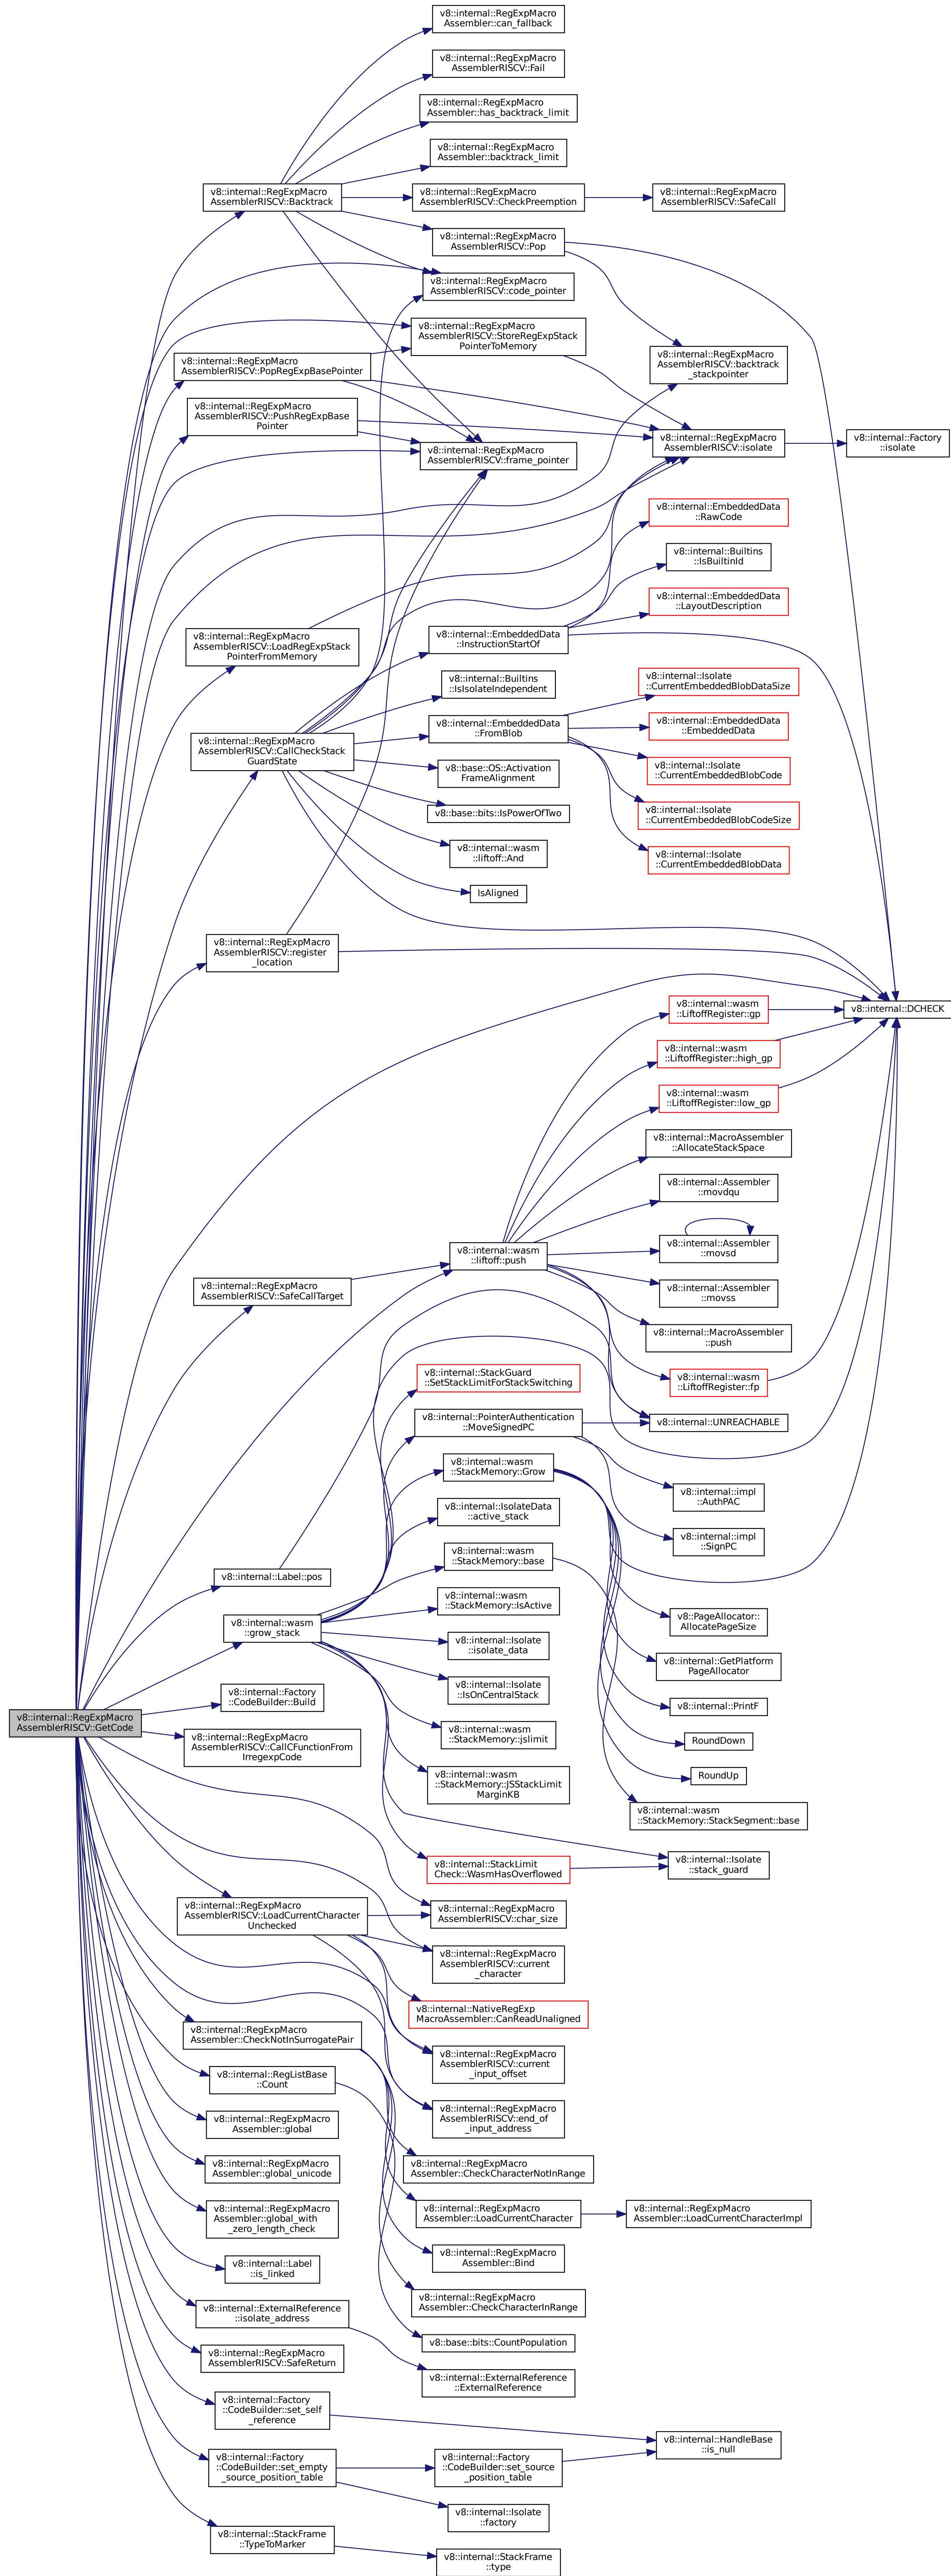 v8::internal::RegExpMacro
Assembler::can_fallback
v8::internal::RegExpMacro
AssemblerRISCV::Fail
v8::internal::RegExpMacro
Assembler::has_backtrack_limit
v8::internal::RegExpMacro
Assembler::backtrack_limit
v8::internal::RegExpMacro
AssemblerRISCV::Backtrack
v8::internal::RegExpMacro
AssemblerRISCV::CheckPreemption
v8::internal::RegExpMacro
AssemblerRISCV::SafeCall
v8::internal::RegExpMacro
AssemblerRISCV::Pop
v8::internal::RegExpMacro
AssemblerRISCV::code_pointer
v8::internal::RegExpMacro
AssemblerRISCV::StoreRegExpStack
PointerToMemory
v8::internal::RegExpMacro
AssemblerRISCV::PopRegExpBasePointer
v8::internal::RegExpMacro
AssemblerRISCV::backtrack
_stackpointer
v8::internal::RegExpMacro
AssemblerRISCV::PushRegExpBase
Pointer
v8::internal::RegExpMacro
AssemblerRISCV::frame_pointer
v8::internal::RegExpMacro
AssemblerRISCV::isolate
v8::internal::Factory
::isolate
v8::internal::EmbeddedData
::RawCode
v8::internal::Builtins
::IsBuiltinId
v8::internal::EmbeddedData
::LayoutDescription
v8::internal::RegExpMacro
AssemblerRISCV::LoadRegExpStack
PointerFromMemory
v8::internal::EmbeddedData
::InstructionStartOf
v8::internal::Builtins
::IsIsolateIndependent
v8::internal::Isolate
::CurrentEmbeddedBlobDataSize
v8::internal::EmbeddedData
::FromBlob
v8::internal::EmbeddedData
::EmbeddedData
v8::internal::RegExpMacro
AssemblerRISCV::CallCheckStack
GuardState
v8::base::OS::Activation
FrameAlignment
v8::internal::Isolate
::CurrentEmbeddedBlobCode
v8::base::bits::IsPowerOfTwo
v8::internal::Isolate
::CurrentEmbeddedBlobCodeSize
v8::internal::wasm
::liftoff::And
v8::internal::Isolate
::CurrentEmbeddedBlobData
IsAligned
v8::internal::RegExpMacro
AssemblerRISCV::register
_location
v8::internal::DCHECK
v8::internal::wasm
::LiftoffRegister::gp
v8::internal::wasm
::LiftoffRegister::high_gp
v8::internal::wasm
::LiftoffRegister::low_gp
v8::internal::MacroAssembler
::AllocateStackSpace
v8::internal::Assembler
::movdqu
v8::internal::wasm
::liftoff::push
v8::internal::Assembler
::movsd
v8::internal::RegExpMacro
AssemblerRISCV::SafeCallTarget
v8::internal::Assembler
::movss
v8::internal::MacroAssembler
::push
v8::internal::StackGuard
::SetStackLimitForStackSwitching
v8::internal::wasm
::LiftoffRegister::fp
v8::internal::PointerAuthentication
::MoveSignedPC
v8::internal::UNREACHABLE
v8::internal::wasm
::StackMemory::Grow
v8::internal::impl
::AuthPAC
v8::internal::IsolateData
::active_stack
v8::internal::impl
::SignPC
v8::internal::wasm
::StackMemory::base
v8::internal::Label::pos
v8::internal::wasm
::StackMemory::IsActive
v8::PageAllocator::
AllocatePageSize
v8::internal::wasm
::grow_stack
v8::internal::Isolate
::isolate_data
v8::internal::GetPlatform
PageAllocator
v8::internal::Isolate
::IsOnCentralStack
v8::internal::PrintF
v8::internal::Factory
::CodeBuilder::Build
v8::internal::RegExpMacro
AssemblerRISCV::GetCode
v8::internal::wasm
::StackMemory::jslimit
RoundDown
v8::internal::RegExpMacro
AssemblerRISCV::CallCFunctionFrom
IrregexpCode
v8::internal::wasm
::StackMemory::JSStackLimit
MarginKB
RoundUp
v8::internal::wasm
::StackMemory::StackSegment::base
v8::internal::StackLimit
Check::WasmHasOverflowed
v8::internal::Isolate
::stack_guard
v8::internal::RegExpMacro
AssemblerRISCV::LoadCurrentCharacter
Unchecked
v8::internal::RegExpMacro
AssemblerRISCV::char_size
v8::internal::RegExpMacro
AssemblerRISCV::current
_character
v8::internal::NativeRegExp
MacroAssembler::CanReadUnaligned
v8::internal::RegExpMacro
Assembler::CheckNotInSurrogatePair
v8::internal::RegExpMacro
AssemblerRISCV::current
_input_offset
v8::internal::RegListBase
::Count
v8::internal::RegExpMacro
AssemblerRISCV::end_of
_input_address
v8::internal::RegExpMacro
Assembler::global
v8::internal::RegExpMacro
Assembler::CheckCharacterNotInRange
v8::internal::RegExpMacro
Assembler::global_unicode
v8::internal::RegExpMacro
Assembler::LoadCurrentCharacter
v8::internal::RegExpMacro
Assembler::LoadCurrentCharacterImpl
v8::internal::RegExpMacro
Assembler::global_with
_zero_length_check
v8::internal::RegExpMacro
Assembler::Bind
v8::internal::Label
::is_linked
v8::internal::RegExpMacro
Assembler::CheckCharacterInRange
v8::internal::ExternalReference
::isolate_address
v8::base::bits::CountPopulation
v8::internal::RegExpMacro
AssemblerRISCV::SafeReturn
v8::internal::ExternalReference
::ExternalReference
v8::internal::Factory
::CodeBuilder::set_self
_reference
v8::internal::HandleBase
::is_null
v8::internal::Factory
::CodeBuilder::set_empty
_source_position_table
v8::internal::Factory
::CodeBuilder::set_source
_position_table
v8::internal::Isolate
::factory
v8::internal::StackFrame
::TypeToMarker
v8::internal::StackFrame
::type